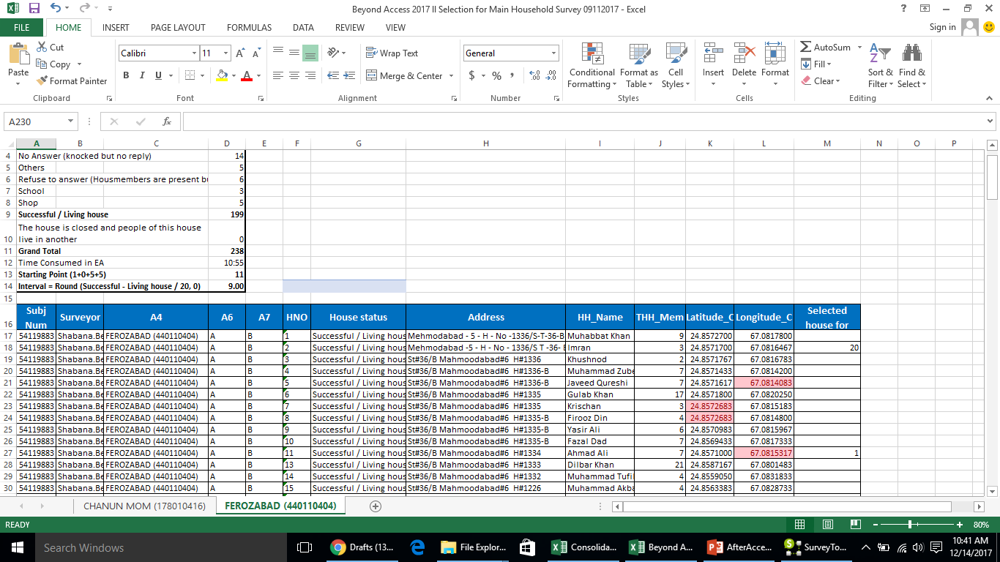 Beyond Access 2017 II Selection for Main Household Survey 09112017 - Excel
FILE HOME INSERT PAGE LAYOUT FORMULAS DATA REVIEW VIEW Sign in
Cut
Copy
Format Painter
Paste
Clipboard
Calibri 11
B I U
Font
Wrap Text
Merge & Center
Alignment
General
$ % ,
Number
Conditional Formatting
Format as Table
Cell Styles
Styles
Insert Delete Format
Cells
AutoSum
Fill
Clear
Sort & Filter
Find & Select
Editing
A230 fx
A B C D E F G H I J K L M N O P
4 No Answer (knocked but no reply) 14
5 Others 5
6 Refuse to answer (Housmembers are present bu 6
7 School 3
8 Shop 5
9 Successful / Living house 199
The house is closed and people of this house
10 live in another 0
11 Grand Total 238
12 Time Consumed in EA 10:55
13 Starting Point (1+0+5+5) 11
14 Interval = Round (Successful - Living house / 20, 0) 9.00
15
16 Subj Num Surveyor A4 A6 A7 HNO House status Address HH_Name THH_Mem Latitude_C Longitude_C Selected house for
17 54119883 Shabana.Be FEROZABAD (440110404) A B 1 Successful / Living hous Mehmodabad - 5 - H - No -1336/S-T-36-B Muhabbat Khan 9 24.8572700 67.0817800
18 54119883 Shabana.Be FEROZABAD (440110404) A B 2 Successful / Living hous Mehmodabad -5 - H - No - 1336/S T -36- B Imran 3 24.8571700 67.0816467 20
19 54119883 Shabana.Be FEROZABAD (440110404) A B 3 Successful / Living hous St#36/B Mahmoodabad#6 H#1336 Khushnod 2 24.8571767 67.0816783
20 54119883 Shabana.Be FEROZABAD (440110404) A B 4 Successful / Living hous St#36/B Mahmoodabad#6 H#1336-B Muhammad Zube 7 24.8571433 67.0814200
21 54119883 Shabana.Be FEROZABAD (440110404) A B 5 Successful / Living hous St#36/B Mahmoodabad#6 H#1336-B Javeed Qureshi 7 24.8571617 67.0814083
22 54119883 Shabana.Be FEROZABAD (440110404) A B 6 Successful / Living hous St#36/B Mahmoodabad#6 H#1335 Gulab Khan 17 24.8571800 67.0820250
23 54119883 Shabana.Be FEROZABAD (440110404) A B 7 Successful / Living hous St#36/B Mahmoodabad#6 H#1335 Krischan 3 24.8572683 67.0815183
24 54119883 Shabana.Be FEROZABAD (440110404) A B 8 Successful / Living hous St#36/B Mahmoodabad#6 H#1335-B Firooz Din 4 24.8572683 67.0814800
25 54119883 Shabana.Be FEROZABAD (440110404) A B 9 Successful / Living hous St#36/B Mahmoodabad#6 H#1335-B Yasir Ali 6 24.8570983 67.0815967
26 54119883 Shabana.Be FEROZABAD (440110404) A B 10 Successful / Living hous St#36/B Mahmoodabad#6 H#1335-B Fazal Dad 7 24.8569433 67.0817333
27 54119883 Shabana.Be FEROZABAD (440110404) A B 11 Successful / Living hous St#36/B Mahmoodabad#6 H#1334 Ahmad Ali 7 24.8571000 67.0815317 1
28 54119883 Shabana.Be FEROZABAD (440110404) A B 13 Successful / Living hous St#36/B Mahmoodabad#6 H#1333 Dilbar Khan 21 24.8587167 67.0801483
29 54119883 Shabana.Be FEROZABAD (440110404) A B 14 Successful / Living hous St#36/B Mahmoodabad#6 H#1332 Muhammad Tufil 4 24.8559050 67.0831833
30 54119883 Shabana.Be FEROZABAD (440110404) A B 15 Successful / Living hous St#36/B Mahmoodabad#6 H#1226 Muhammad Akba 4 24.8563383 67.0828733
CHANUN MOM (178010416) FEROZABAD (440110404)
READY 80%
Search Windows Drafts (13... File Explor... Consolida... Beyond A... AfterAcce... SurveyTo... 10:41 AM
12/14/2017